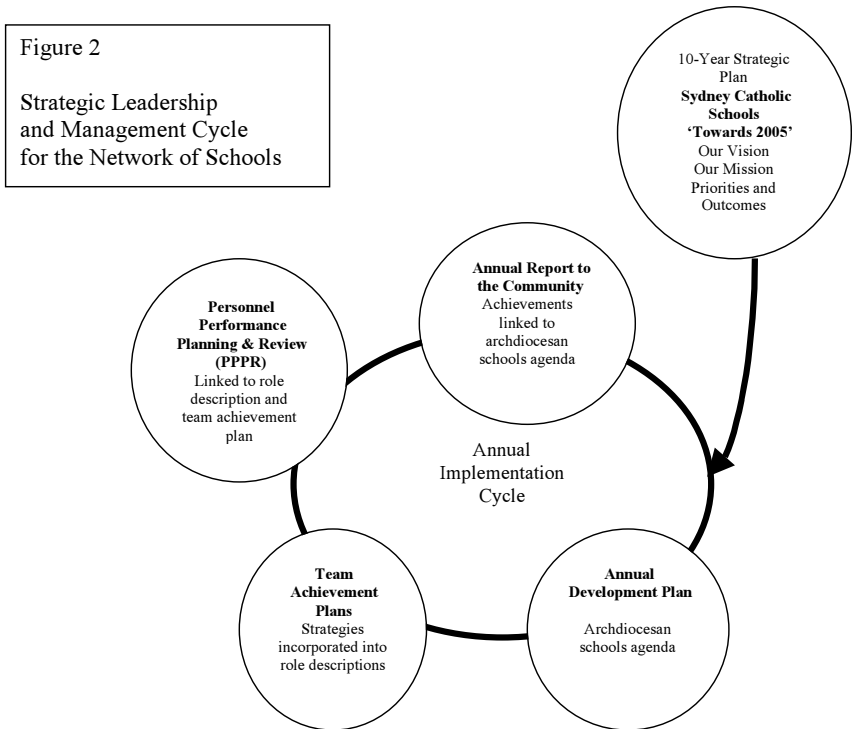 Figure 2
Strategic Leadership
and Management Cycle
for the Network of Schools
10-Year Strategic
Plan
Sydney Catholic
Schools
‘Towards 2005’
Our Vision
Our Mission
Priorities and
Outcomes
Annual Report to
the Community
Achievements
linked to
archdiocesan
schools agenda
Personnel
Performance
Planning & Review
(PPPR)
Linked to role
description and
team achievement
plan
Annual
Implementation
Cycle
Team
Achievement
Plans
Strategies
incorporated into
role descriptions
Annual
Development Plan
Archdiocesan
schools agenda